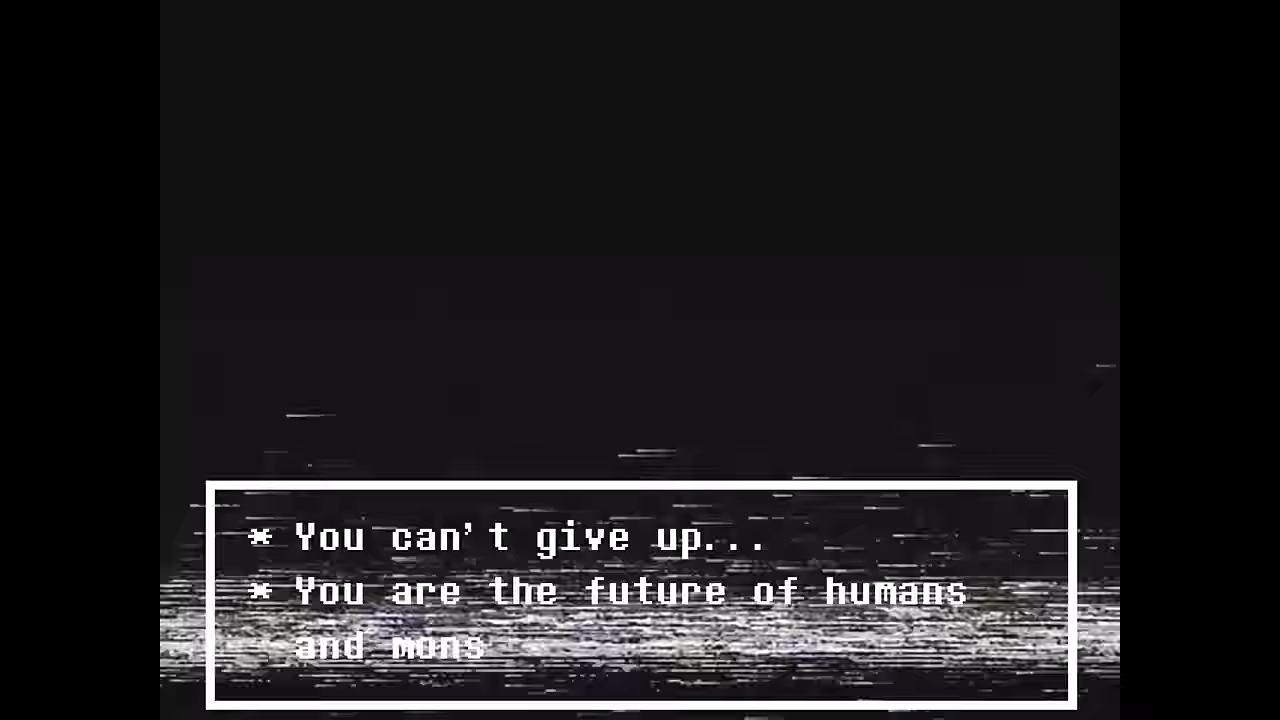 * You can't give up...
* You are the future of humans
and mons